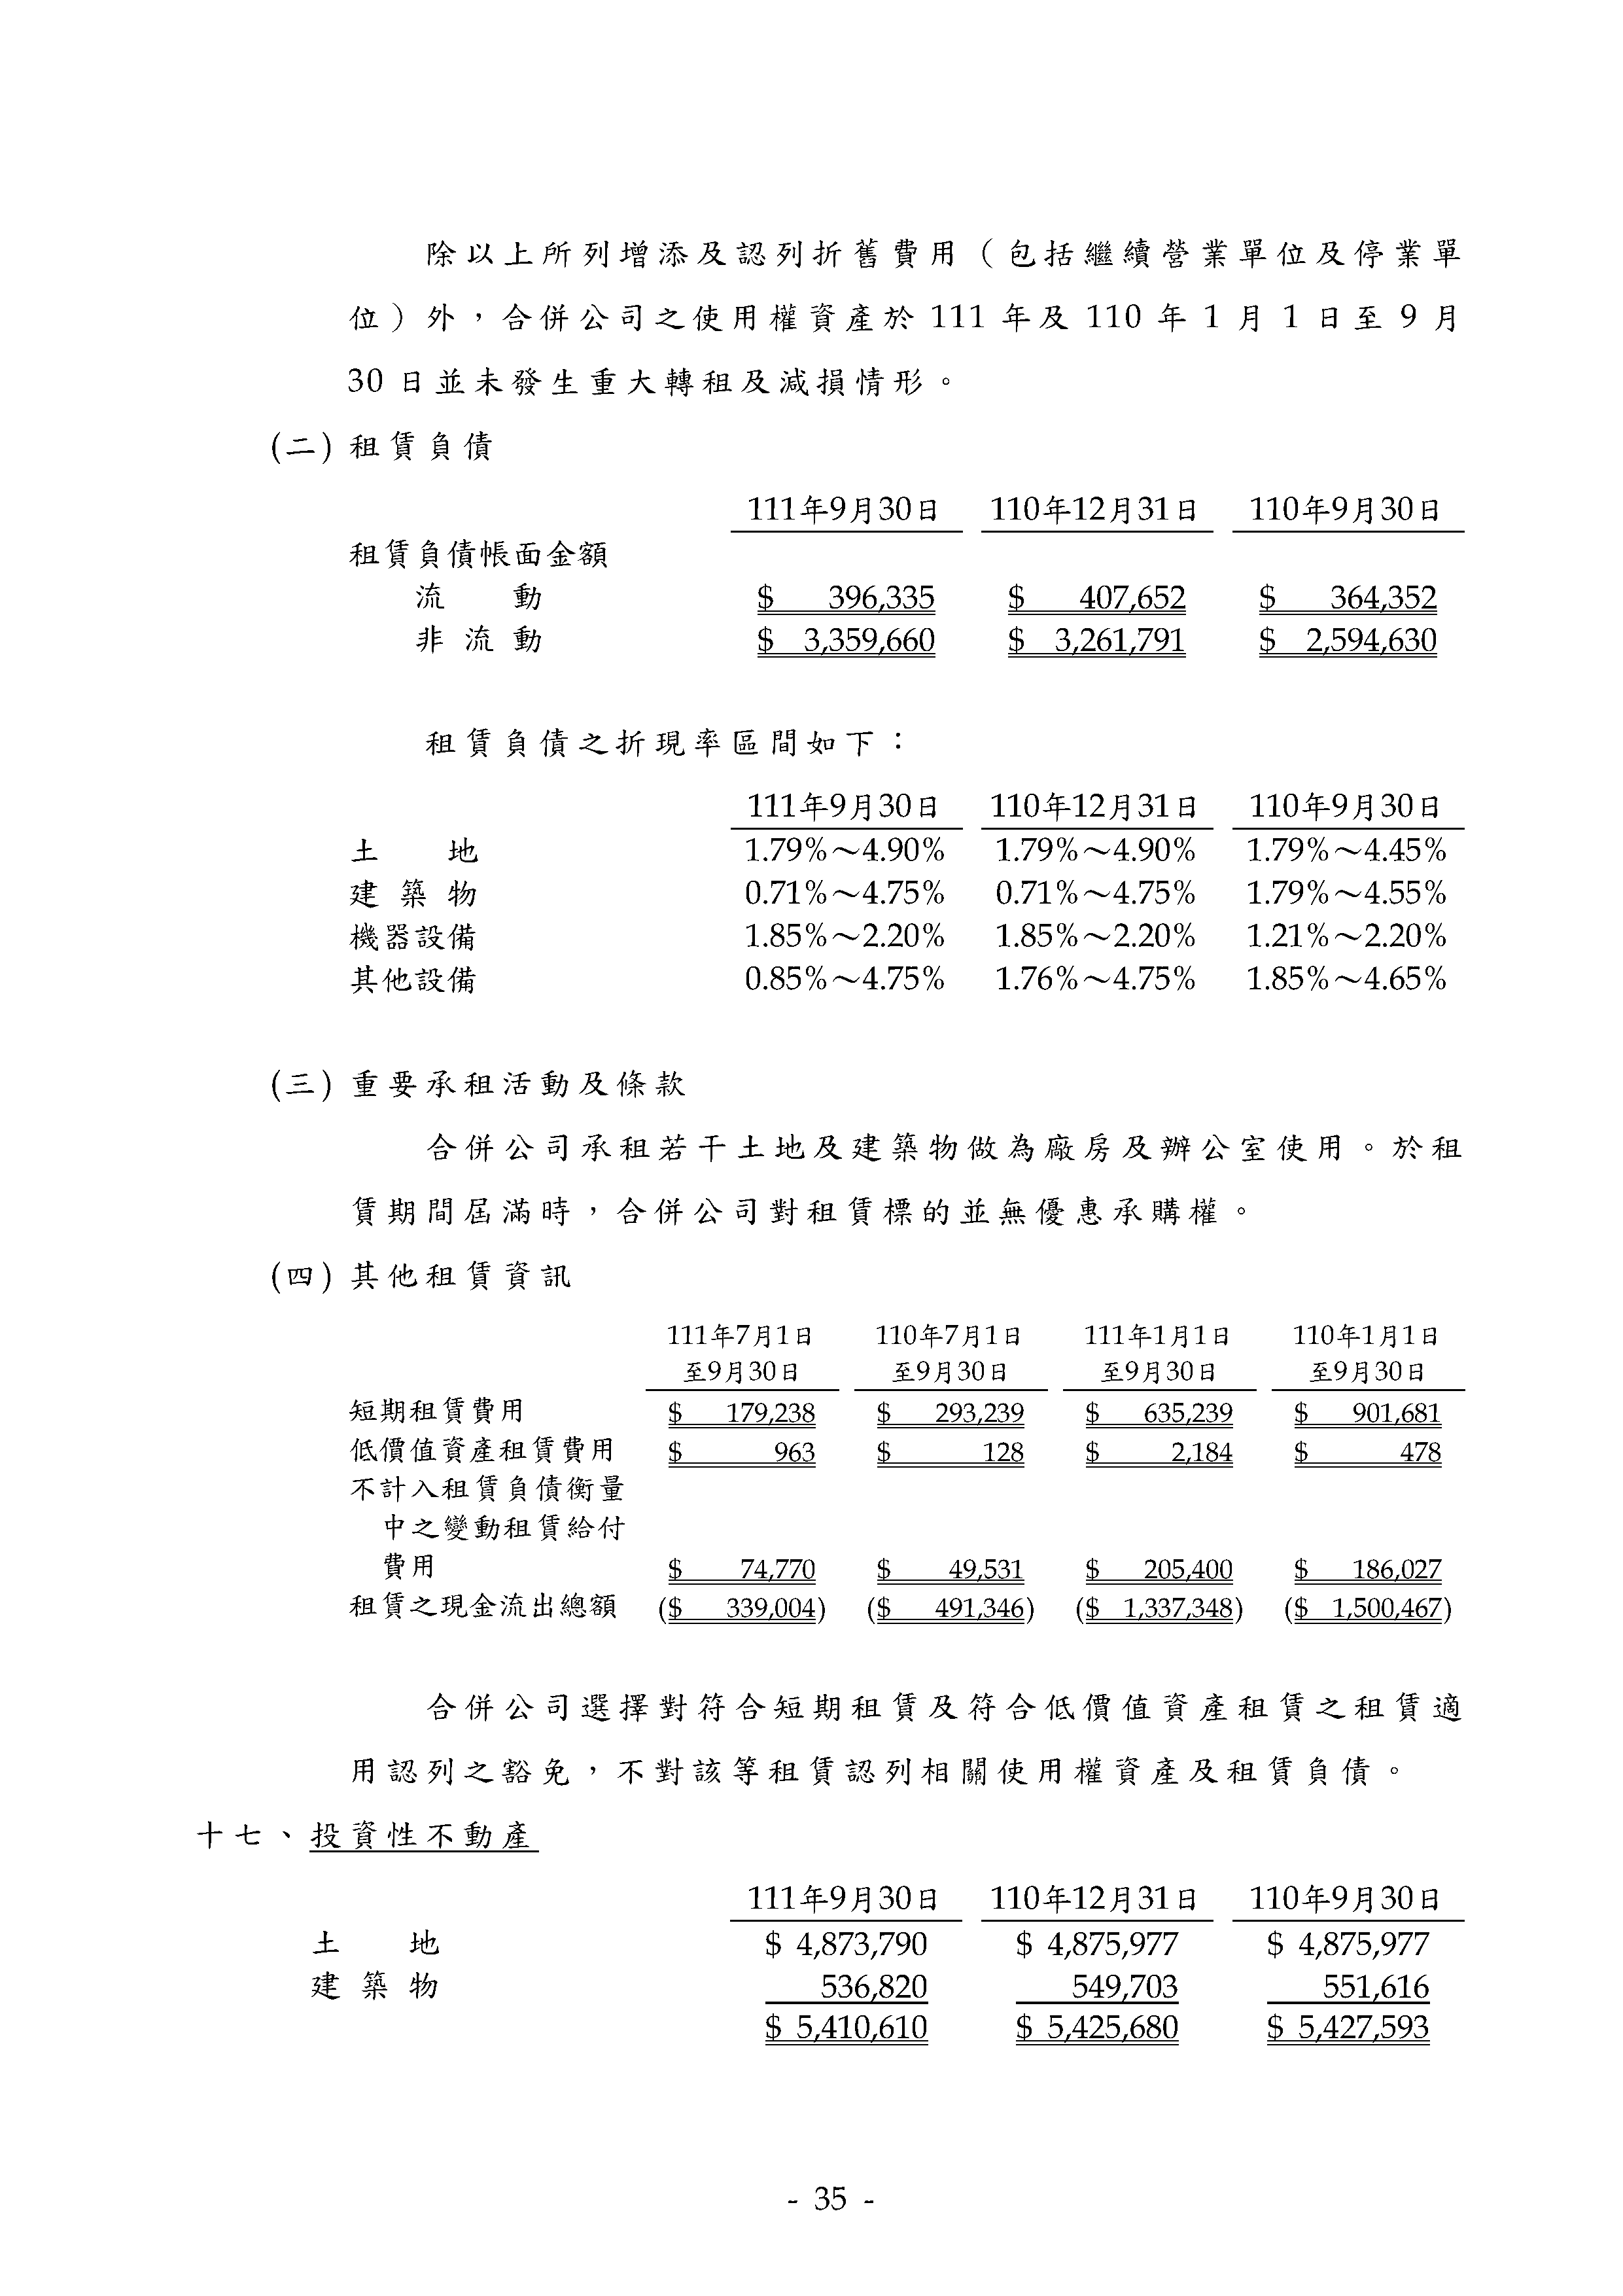 除以上所列增添及認列折舊費用（包括繼續營業單位及停業單
位）外，合併公司之使用權資產於 111 年及 110 年 1 月 1 日至 9 月
30 日並未發生重大轉租及減損情形。
(二) 租賃負債
111年9月30日 110年12月31日 110年9月30日
租賃負債帳面金額
流　　動 $ 396,335 $ 407,652 $ 364,352
非 流 動 $ 3,359,660 $ 3,261,791 $ 2,594,630
租賃負債之折現率區間如下：
111年9月30日 110年12月31日 110年9月30日
土　　地 1.79%～4.90% 1.79%～4.90% 1.79%～4.45%
建 築 物 0.71%～4.75% 0.71%～4.75% 1.79%～4.55%
機器設備 1.85%～2.20% 1.85%～2.20% 1.21%～2.20%
其他設備 0.85%～4.75% 1.76%～4.75% 1.85%～4.65%
(三) 重要承租活動及條款
合併公司承租若干土地及建築物做為廠房及辦公室使用。於租
賃期間屆滿時，合併公司對租賃標的並無優惠承購權。
(四) 其他租賃資訊
111年7月1日 110年7月1日 111年1月1日 110年1月1日
至9月30日 至9月30日 至9月30日 至9月30日
短期租賃費用 $ 179,238 $ 293,239 $ 635,239 $ 901,681
低價值資產租賃費用 $ 963 $ 128 $ 2,184 $ 478
不計入租賃負債衡量
中之變動租賃給付
費用 $ 74,770 $ 49,531 $ 205,400 $ 186,027
租賃之現金流出總額 ($ 339,004) ($ 491,346) ($ 1,337,348) ($ 1,500,467)
合併公司選擇對符合短期租賃及符合低價值資產租賃之租賃適
用認列之豁免，不對該等租賃認列相關使用權資產及租賃負債。
十七、投資性不動產
111年9月30日 110年12月31日 110年9月30日
土　　地 $ 4,873,790 $ 4,875,977 $ 4,875,977
建 築 物 536,820 549,703 551,616
$ 5,410,610 $ 5,425,680 $ 5,427,593
- 35 -